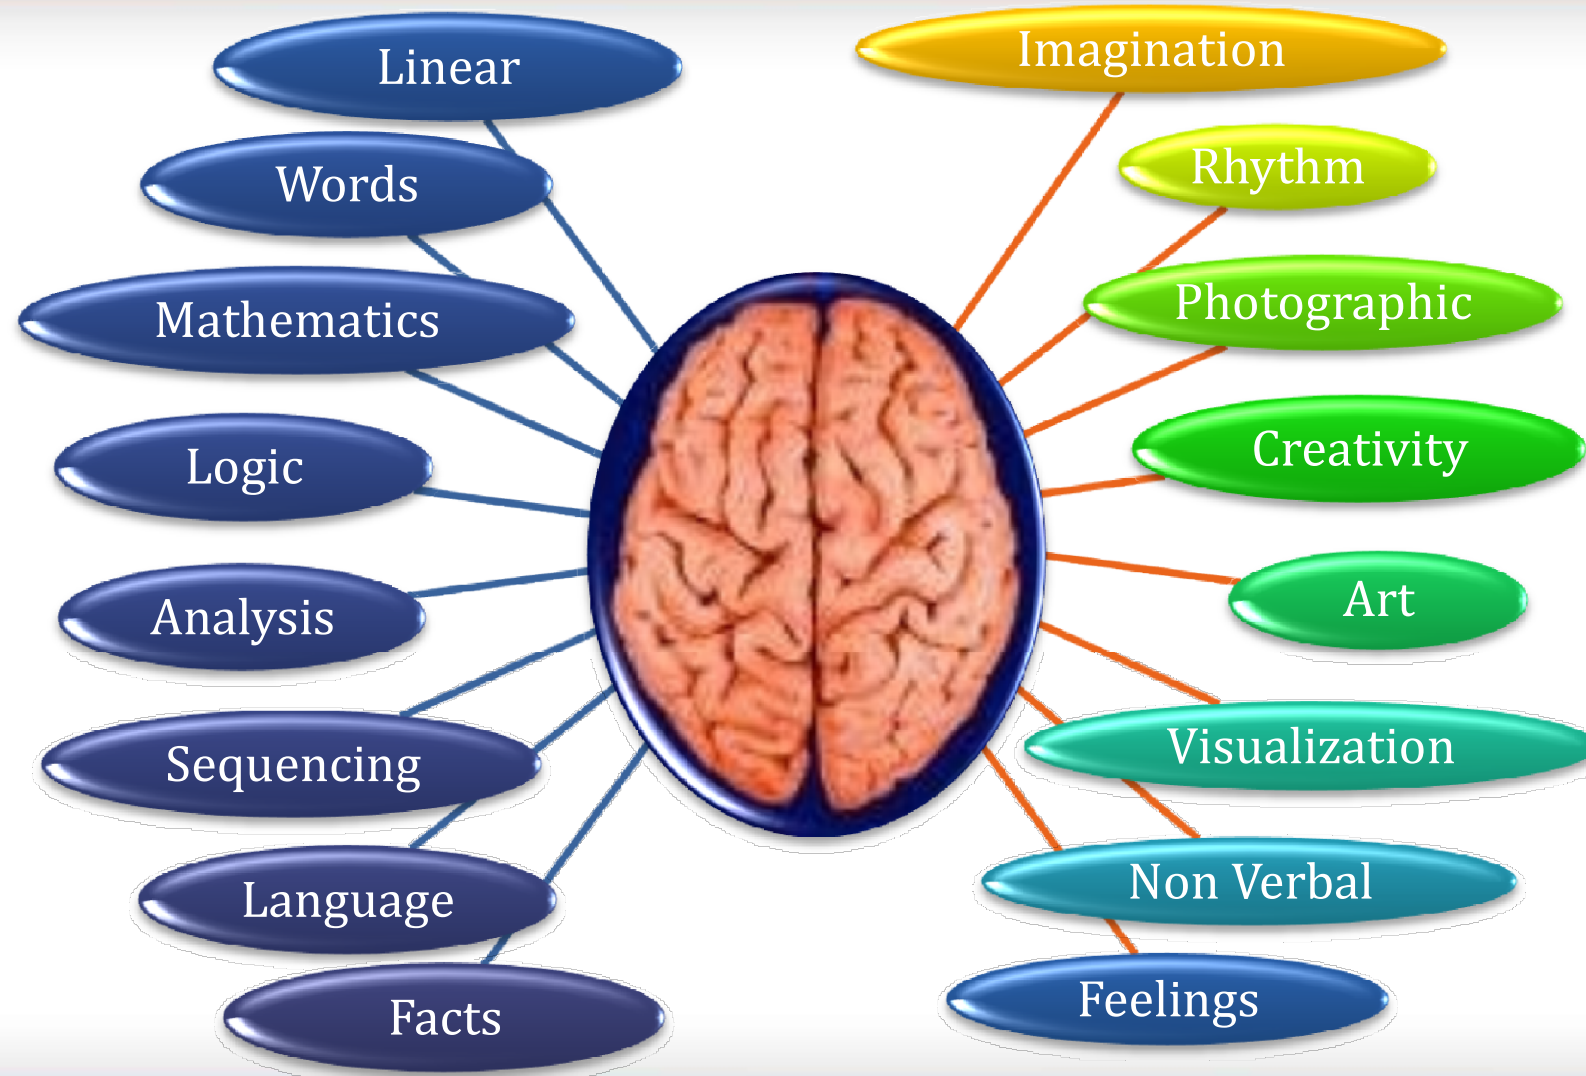 Linear
Words
Mathematics
Logic
Analysis
Sequencing
Language
Facts
Imagination
Rhythm
Photographic
Creativity
Art
Visualization
Non Verbal
Feelings